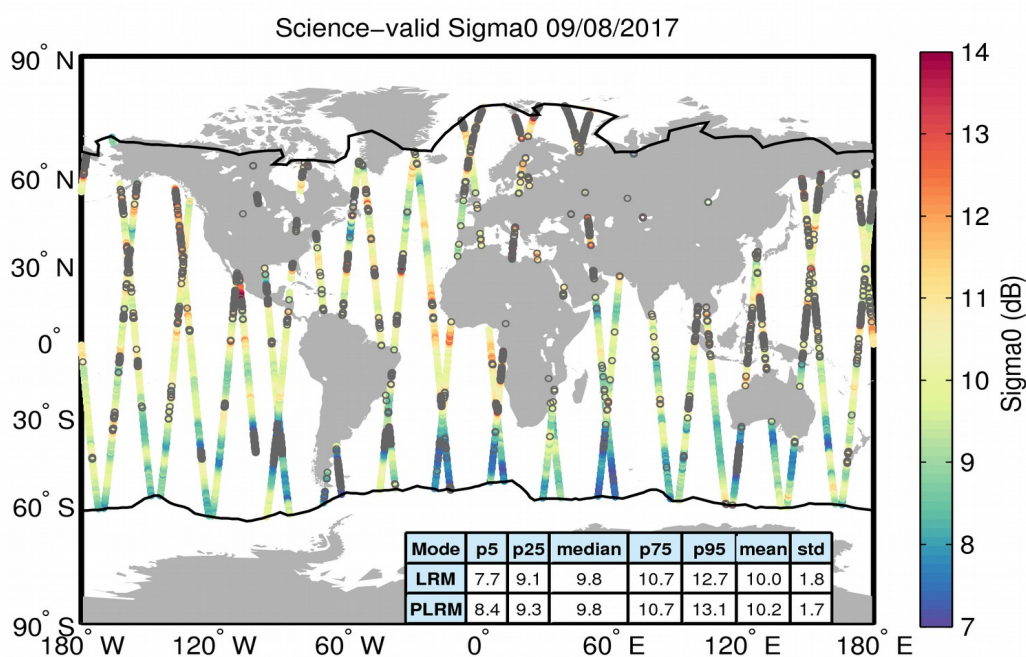 Science-valid Sigma0 09/08/2017
90° N
60° N
30° N
0°
30° S
60° S
90° S
180° W
120° W
60° W
0°
60° E
120° E
180° E
14
13
12
11
10
9
8
7
Sigma0 (dB)
Mode p5 p25 median p75 p95 mean std
LRM 7.7 9.1 9.8 10.7 12.7 10.0 1.8
PLRM 8.4 9.3 9.8 10.7 13.1 10.2 1.7